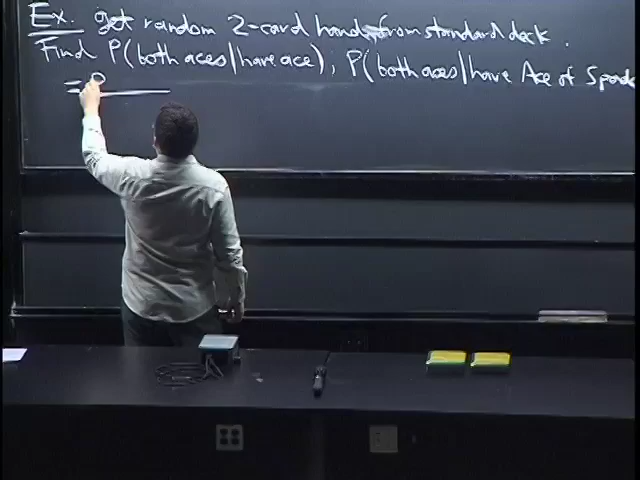 Ex. get random 2-card hand, from standard deck.
Find P(both aces|have ace), P(both aces|have Ace of Spade
= P